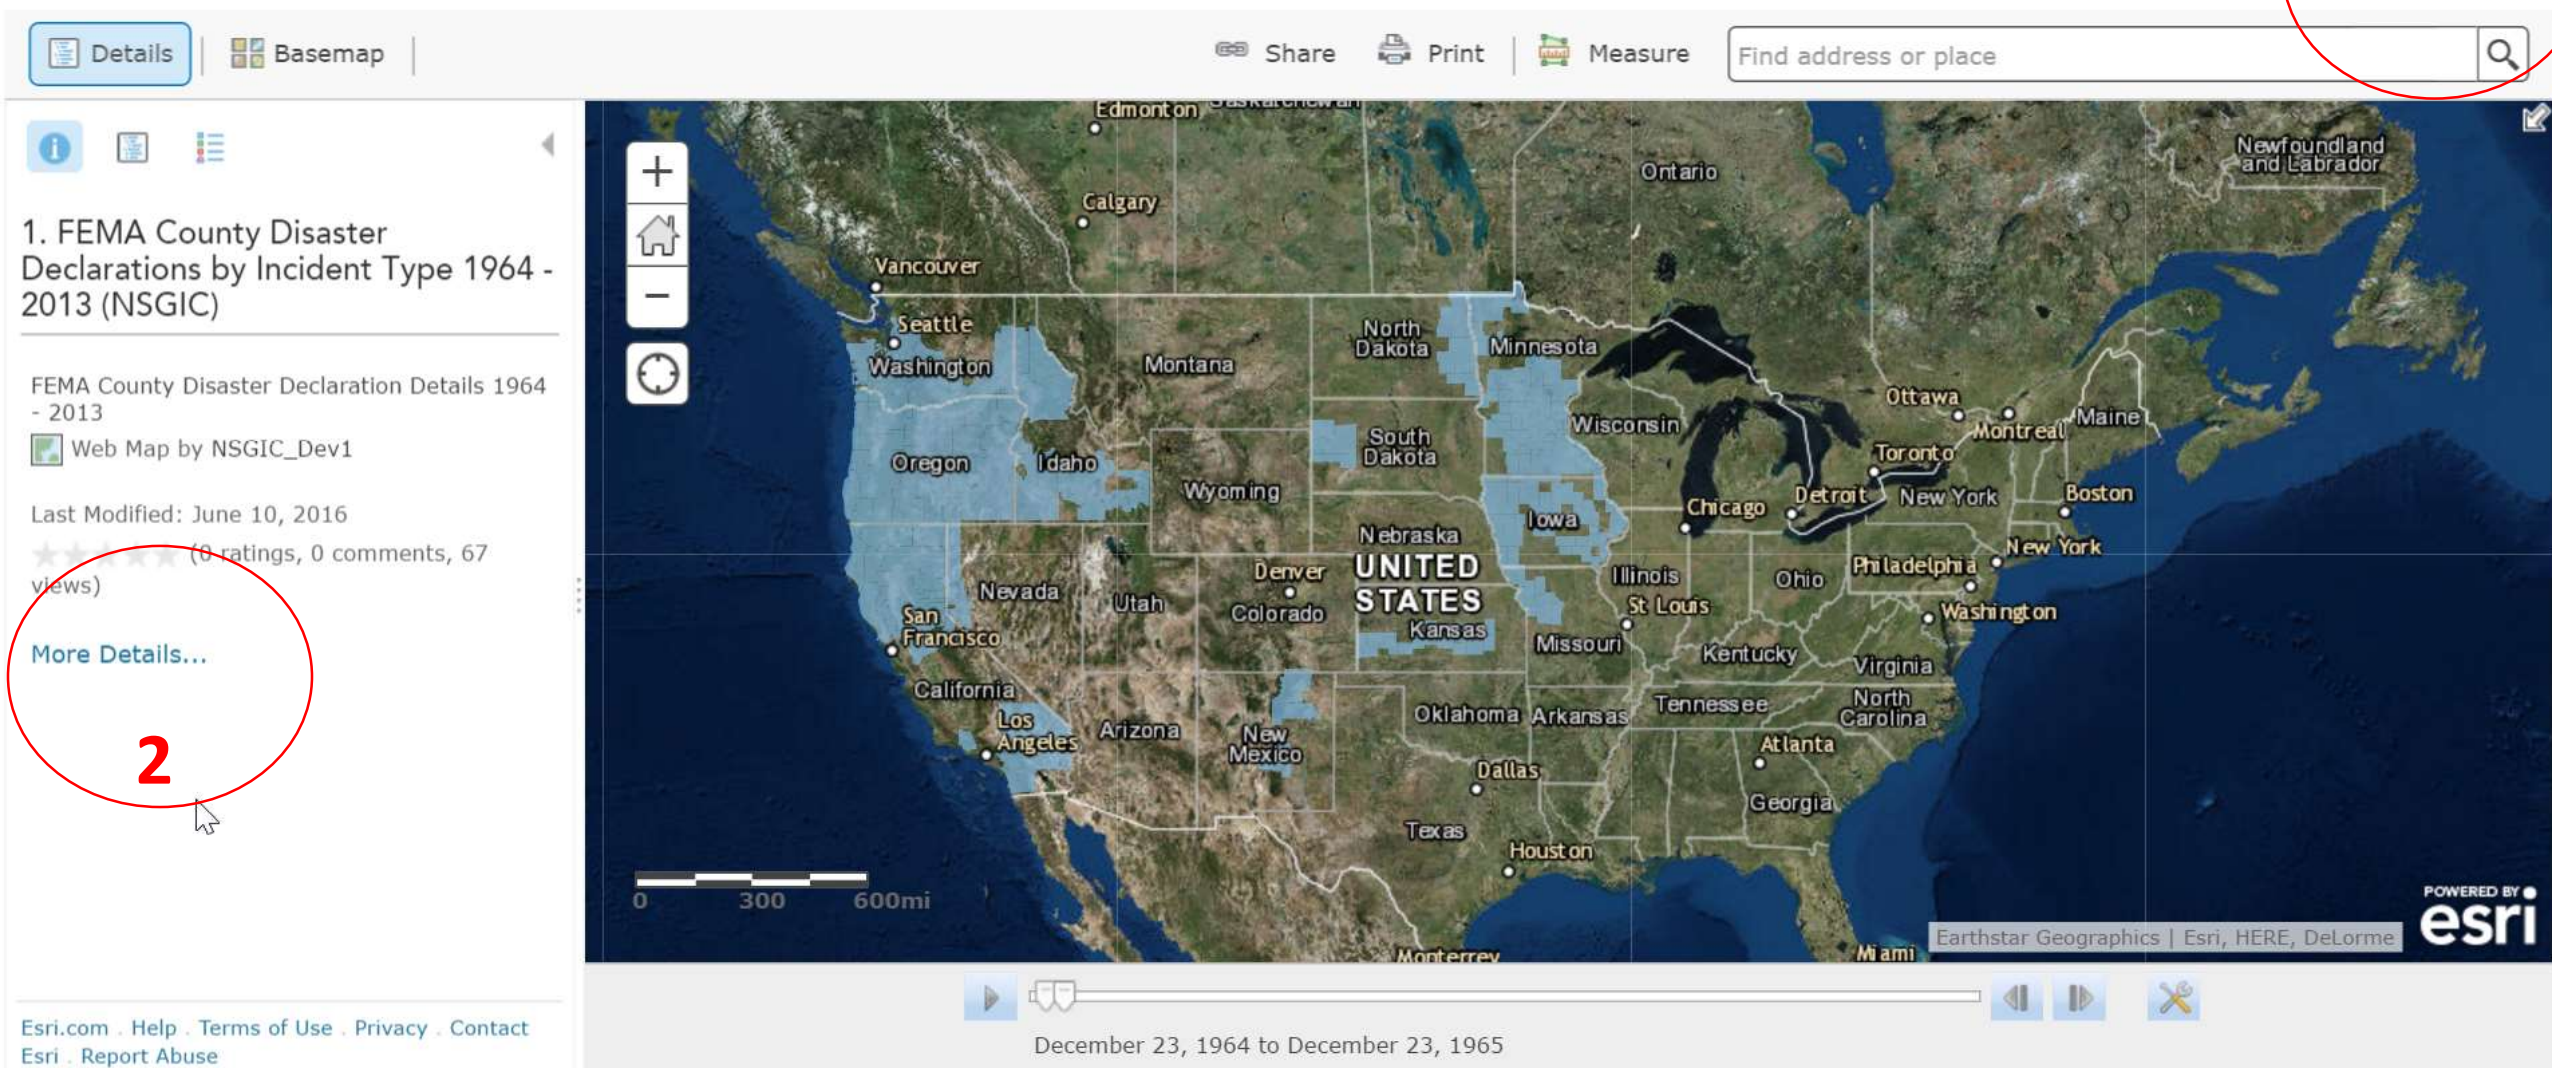 Details
Basemap
Share
Print
Measure
Find address or place
1. FEMA County Disaster
Declarations by Incident Type 1964 -
2013 (NSGIC)
FEMA County Disaster Declaration Details 1964
- 2013
Web Map by NSGIC_Dev1
Last Modified: June 10, 2016
(0 ratings, 0 comments, 67
views)
More Details...
2
Esri.com . Help . Terms of Use . Privacy . Contact
Esri . Report Abuse
Edmonton
Saskatchewan
Calgary
Ontario
Newfoundland
and Labrador
Vancouver
Seattle
Washington
Montana
North
Dakota
Minnesota
Ottawa
Montreal
Maine
Oregon
Idaho
Wyoming
South
Dakota
Wisconsin
Toronto
Chicago
Detroit
New York
Boston
Nebraska
Iowa
UNITED
STATES
Denver
Colorado
Nevada
Utah
Illinois
Ohio
Philadelphia
New York
San
Francisco
Kansas
St Louis
Missouri
Washington
Kentucky
Virginia
California
Los
Angeles
Arizona
New
Mexico
Oklahoma
Arkansas
Tennessee
North
Carolina
Atlanta
Dallas
Georgia
Texas
Houston
Monterrey
Miami
0 300 600mi
POWERED BY
esri
Earthstar Geographics | Esri, HERE, DeLorme
December 23, 1964 to December 23, 1965